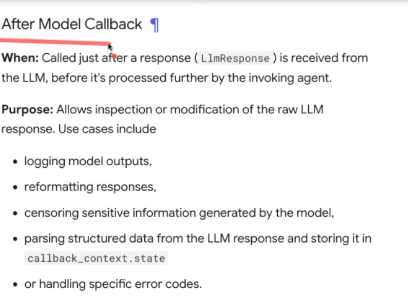 After Model Callback ¶
When: Called just after a response ( LlmResponse ) is received from
the LLM, before it's processed further by the invoking agent.
Purpose: Allows inspection or modification of the raw LLM
response. Use cases include
• logging model outputs,
• reformatting responses,
• censoring sensitive information generated by the model,
• parsing structured data from the LLM response and storing it in
callback_context.state
• or handling specific error codes.